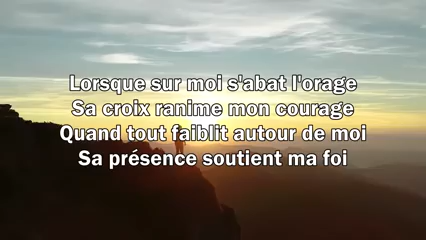 Lorsque sur moi s'abat l'orage
Sa croix ranime mon courage
Quand tout faiblit autour de moi
Sa présence soutient ma foi